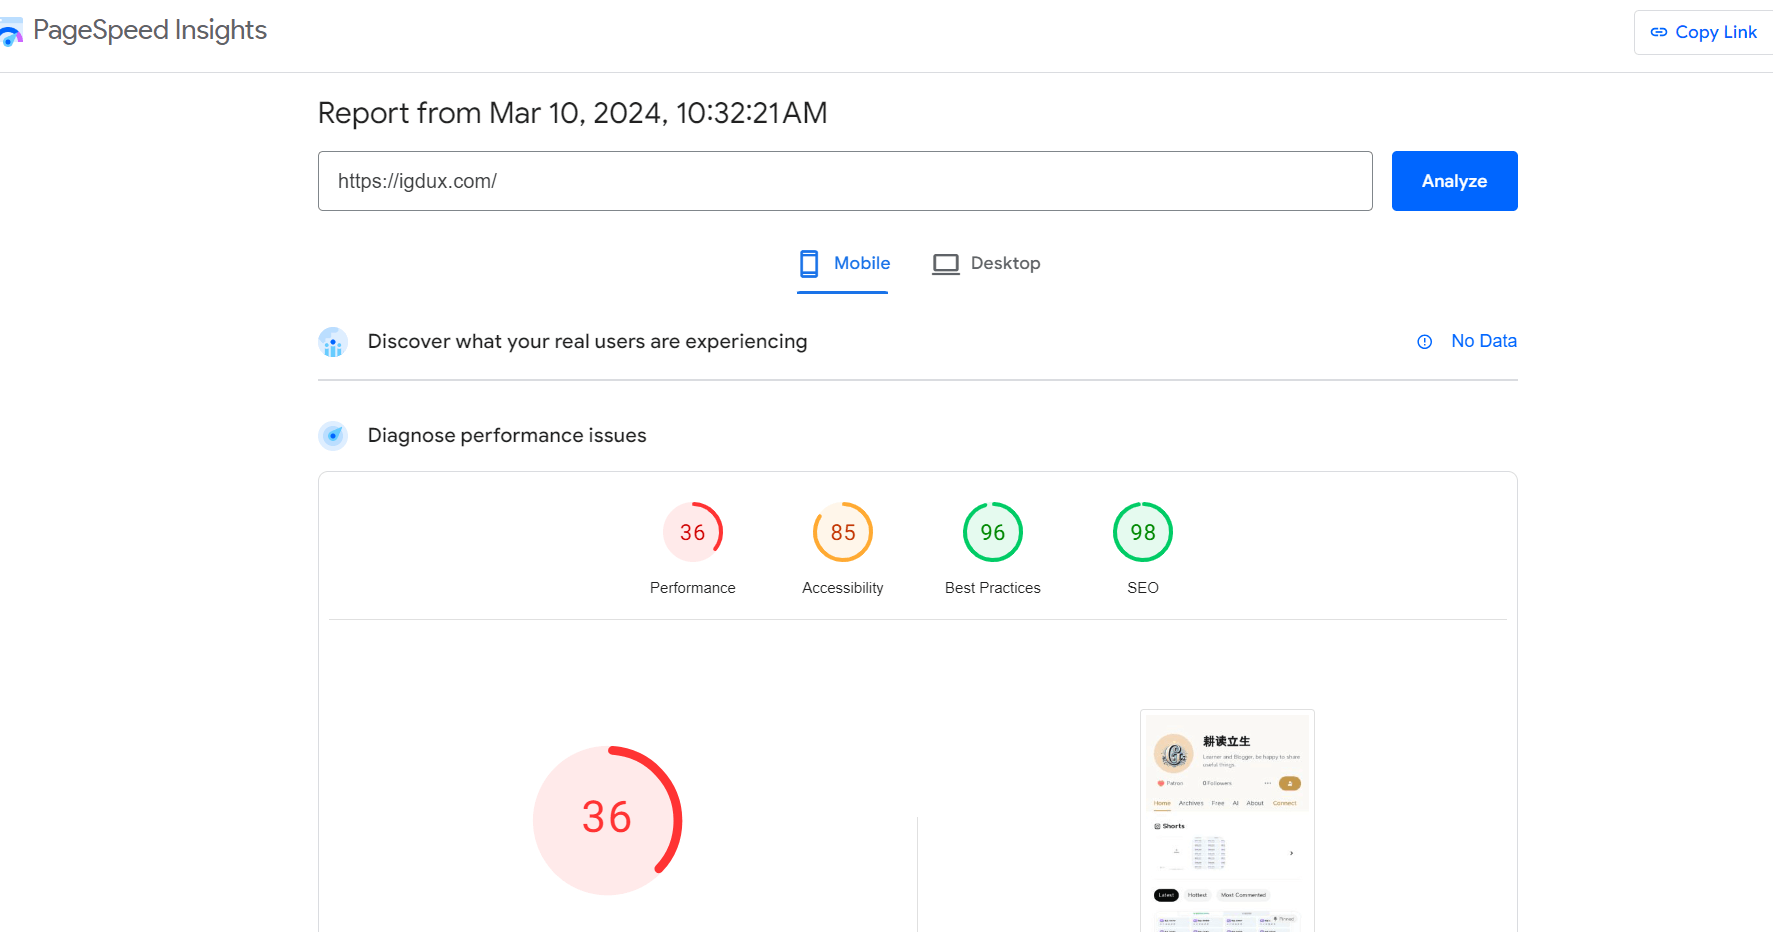 PageSpeed Insights
Copy Link
Report from Mar 10, 2024, 10:32:21 AM
https://igdux.com/
Analyze
Mobile
Desktop
Discover what your real users are experiencing
No Data
Diagnose performance issues
36
85
96
98
Performance
Accessibility
Best Practices
SEO
36
耕读立生
Learner and Blogger, be happy to share
useful things.
Patron
0 Followers
Home
Archives
Free
AI
About
Connect
Shorts
Latest
Hottest
Most Commented
Pinned